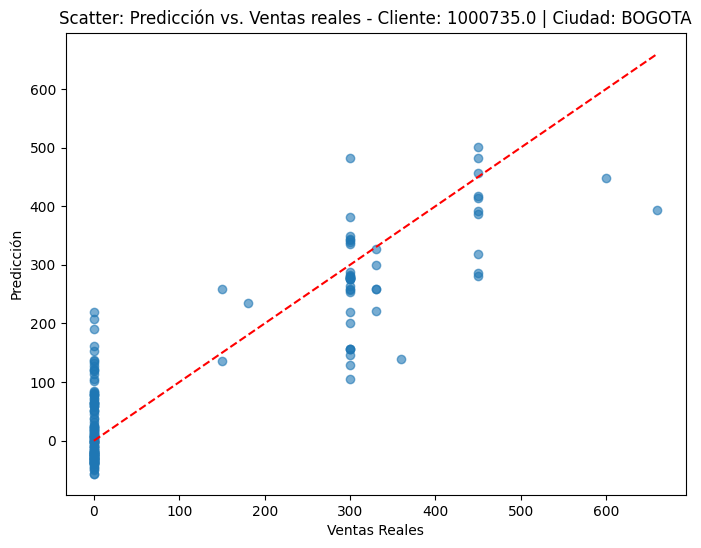 Scatter: Predicción vs. Ventas reales - Cliente: 1000735.0 | Ciudad: BOGOTA
600
500
400
300
200
100
0
Predicción
0 100 200 300 400 500 600
Ventas Reales